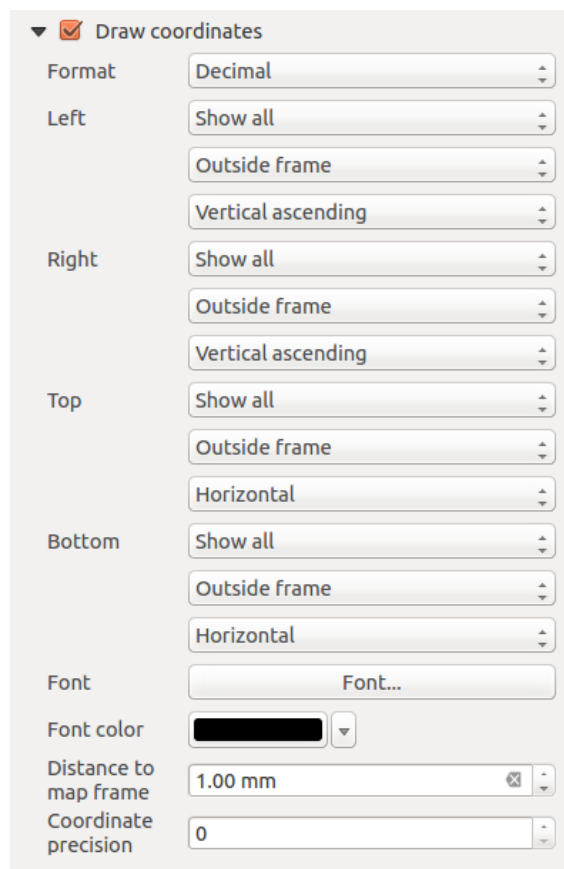 Draw coordinates
Format Decimal
Left Show all
Outside frame
Vertical ascending
Right Show all
Outside frame
Vertical ascending
Top Show all
Outside frame
Horizontal
Bottom Show all
Outside frame
Horizontal
Font Font...
Font color
Distance to
map frame 1.00 mm
Coordinate
precision 0